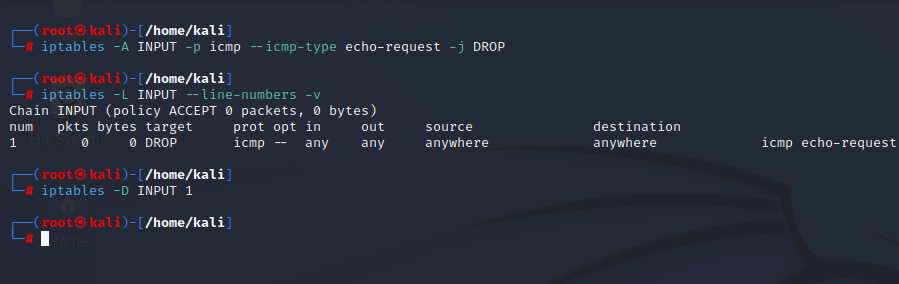 ┌──(root㉿kali)-[/home/kali]
└─# iptables -A INPUT -p icmp --icmp-type echo-request -j DROP
┌──(root㉿kali)-[/home/kali]
└─# iptables -L INPUT --line-numbers -v
Chain INPUT (policy ACCEPT 0 packets, 0 bytes)
num   pkts bytes target     prot opt in     out     source               destination
1        0     0 DROP       icmp --  any    any     anywhere             anywhere             icmp echo-request
┌──(root㉿kali)-[/home/kali]
└─# iptables -D INPUT 1
┌──(root㉿kali)-[/home/kali]
└─#
Home